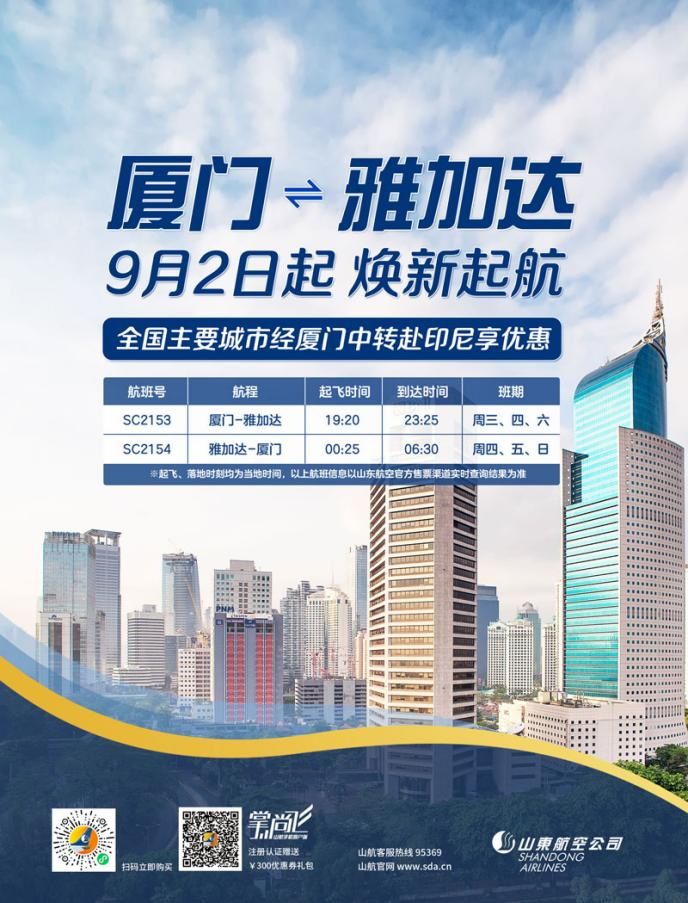 厦门⇌雅加达
9月2日起 焕新起航
全国主要城市经厦门中转赴印尼享优惠
航班号 航程 起飞时间 到达时间 班期
SC2153 厦门-雅加达 19:20 23:25 周三、四、六
SC2154 雅加达-厦门 00:25 06:30 周四、五、日
※起飞、落地时刻均为当地时间，以上航班信息以山东航空官方售票渠道实时查询结果为准
PNM
扫码立即购买
掌尚飞
山航手机客户端
注册认证赠送
￥300优惠券礼包
山航客服热线 95369
山航官网 www.sda.cn
山東航空公司
SHANDONG
AIRLINES